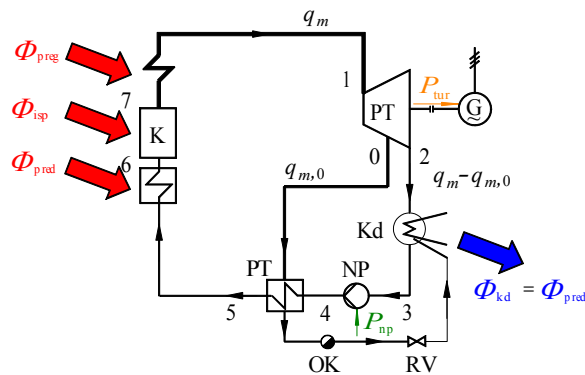 q_m
Φ_preg
1
P_tur
7
PT
G
~
Φ_isp
K
0
2
6
q_m,0
q_m – q_m,0
Φ_pred
Kd
PT
NP
Φ_kd = Φ_pred
5
4
3
P_np
OK
RV